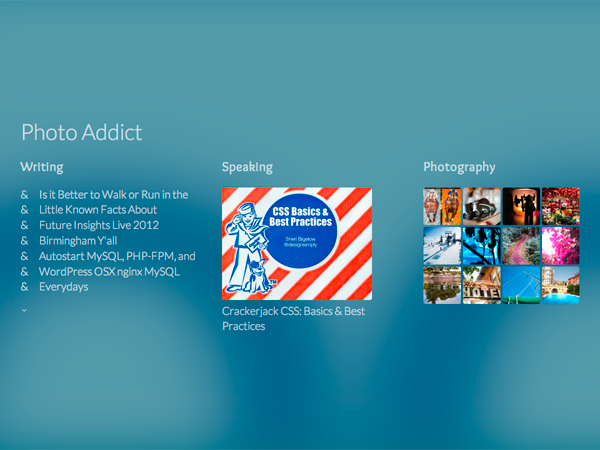 Photo Addict
Writing
& Is it Better to Walk or Run in the
& Little Known Facts About
& Future Insights Live 2012
& Birmingham Y'all
& Autostart MySQL, PHP-FPM, and
& WordPress OSX nginx MySQL
& Everydays
Speaking
CSS Basics &
Best Practices
Sheri Bigelow
@designsimply
TM
Crackerjack CSS: Basics & Best
Practices
Photography